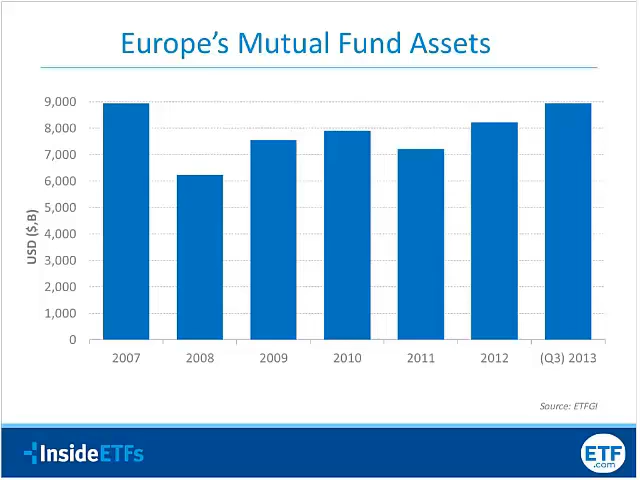 Europe's Mutual Fund Assets
9,000
8,000
7,000
6,000
5,000
4,000
3,000
2,000
1,000
0
USD ($,B)
2007 2008 2009 2010 2011 2012 (Q3) 2013
Source: ETFGI
InsideETFs
ETF
.com